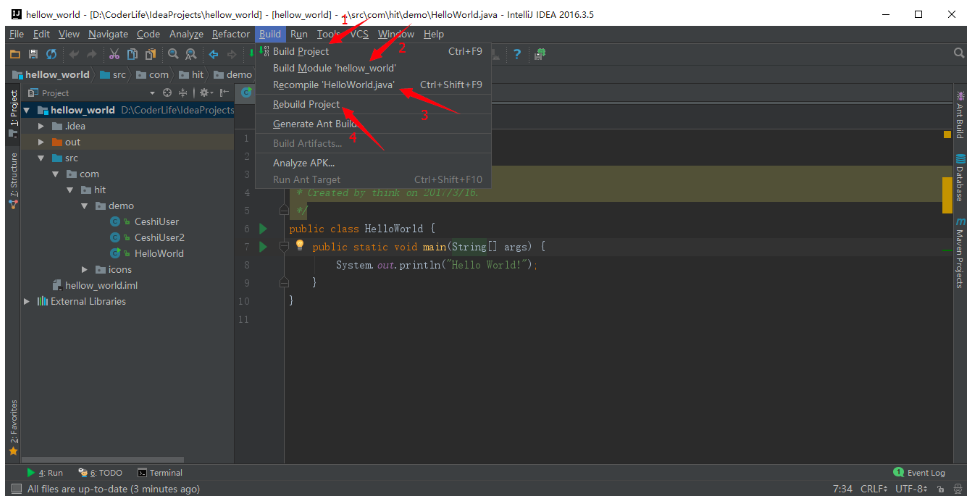 hellow_world - [D:\CoderLife\IdeaProjects\hellow_world] - [hellow_world] - ...\src\com\hit\demo\HelloWorld.java - IntelliJ IDEA 2016.3.5
File Edit View Navigate Code Analyze Refactor Build Run Tools VCS Window Help
1
Build Project Ctrl+F9
2
Build Module 'hellow_world'
hellow_world src com hit demo
Recompile 'HelloWorld.java' Ctrl+Shift+F9
3
Project
Rebuild Project
4
hellow_world D:\CoderLife\IdeaProjects
Generate Ant Build
.idea
out
Build Artifacts...
src
Analyze APK...
com
Run Ant Target Ctrl+Shift+F10
hit
demo
CeshiUser
CeshiUser2
HelloWorld
icons
hellow_world.iml
External Libraries
1
2
3
4 * Created by think on 2017/3/16.
5 */
6 public class HelloWorld {
7 public static void main(String[] args) {
8 System.out.println("Hello World!");
9 }
10 }
11
1: Project
7: Structure
2: Favorites
Ant Build
Database
m Maven Projects
4: Run 6: TODO Terminal 1 Event Log
All files are up-to-date (3 minutes ago) 7:34 CRLF UTF-8